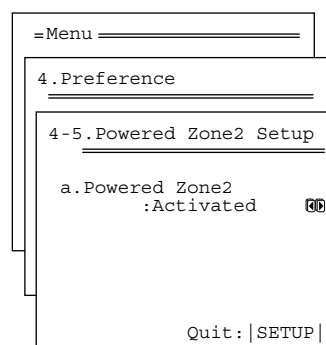 =Menu
4.Preference
4-5.Powered Zone2 Setup
a.Powered Zone2
:Activated
Quit:|SETUP|